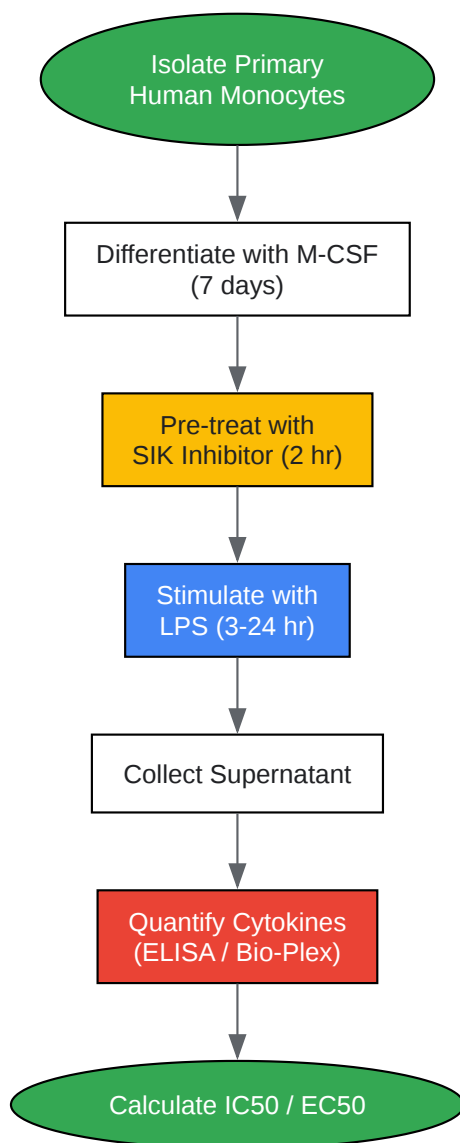 Isolate Primary
Human Monocytes
Differentiate with M-CSF
(7 days)
Pre-treat with
SIK Inhibitor (2 hr)
Stimulate with
LPS (3-24 hr)
Collect Supernatant
Quantify Cytokines
(ELISA / Bio-Plex)
Calculate IC50 / EC50